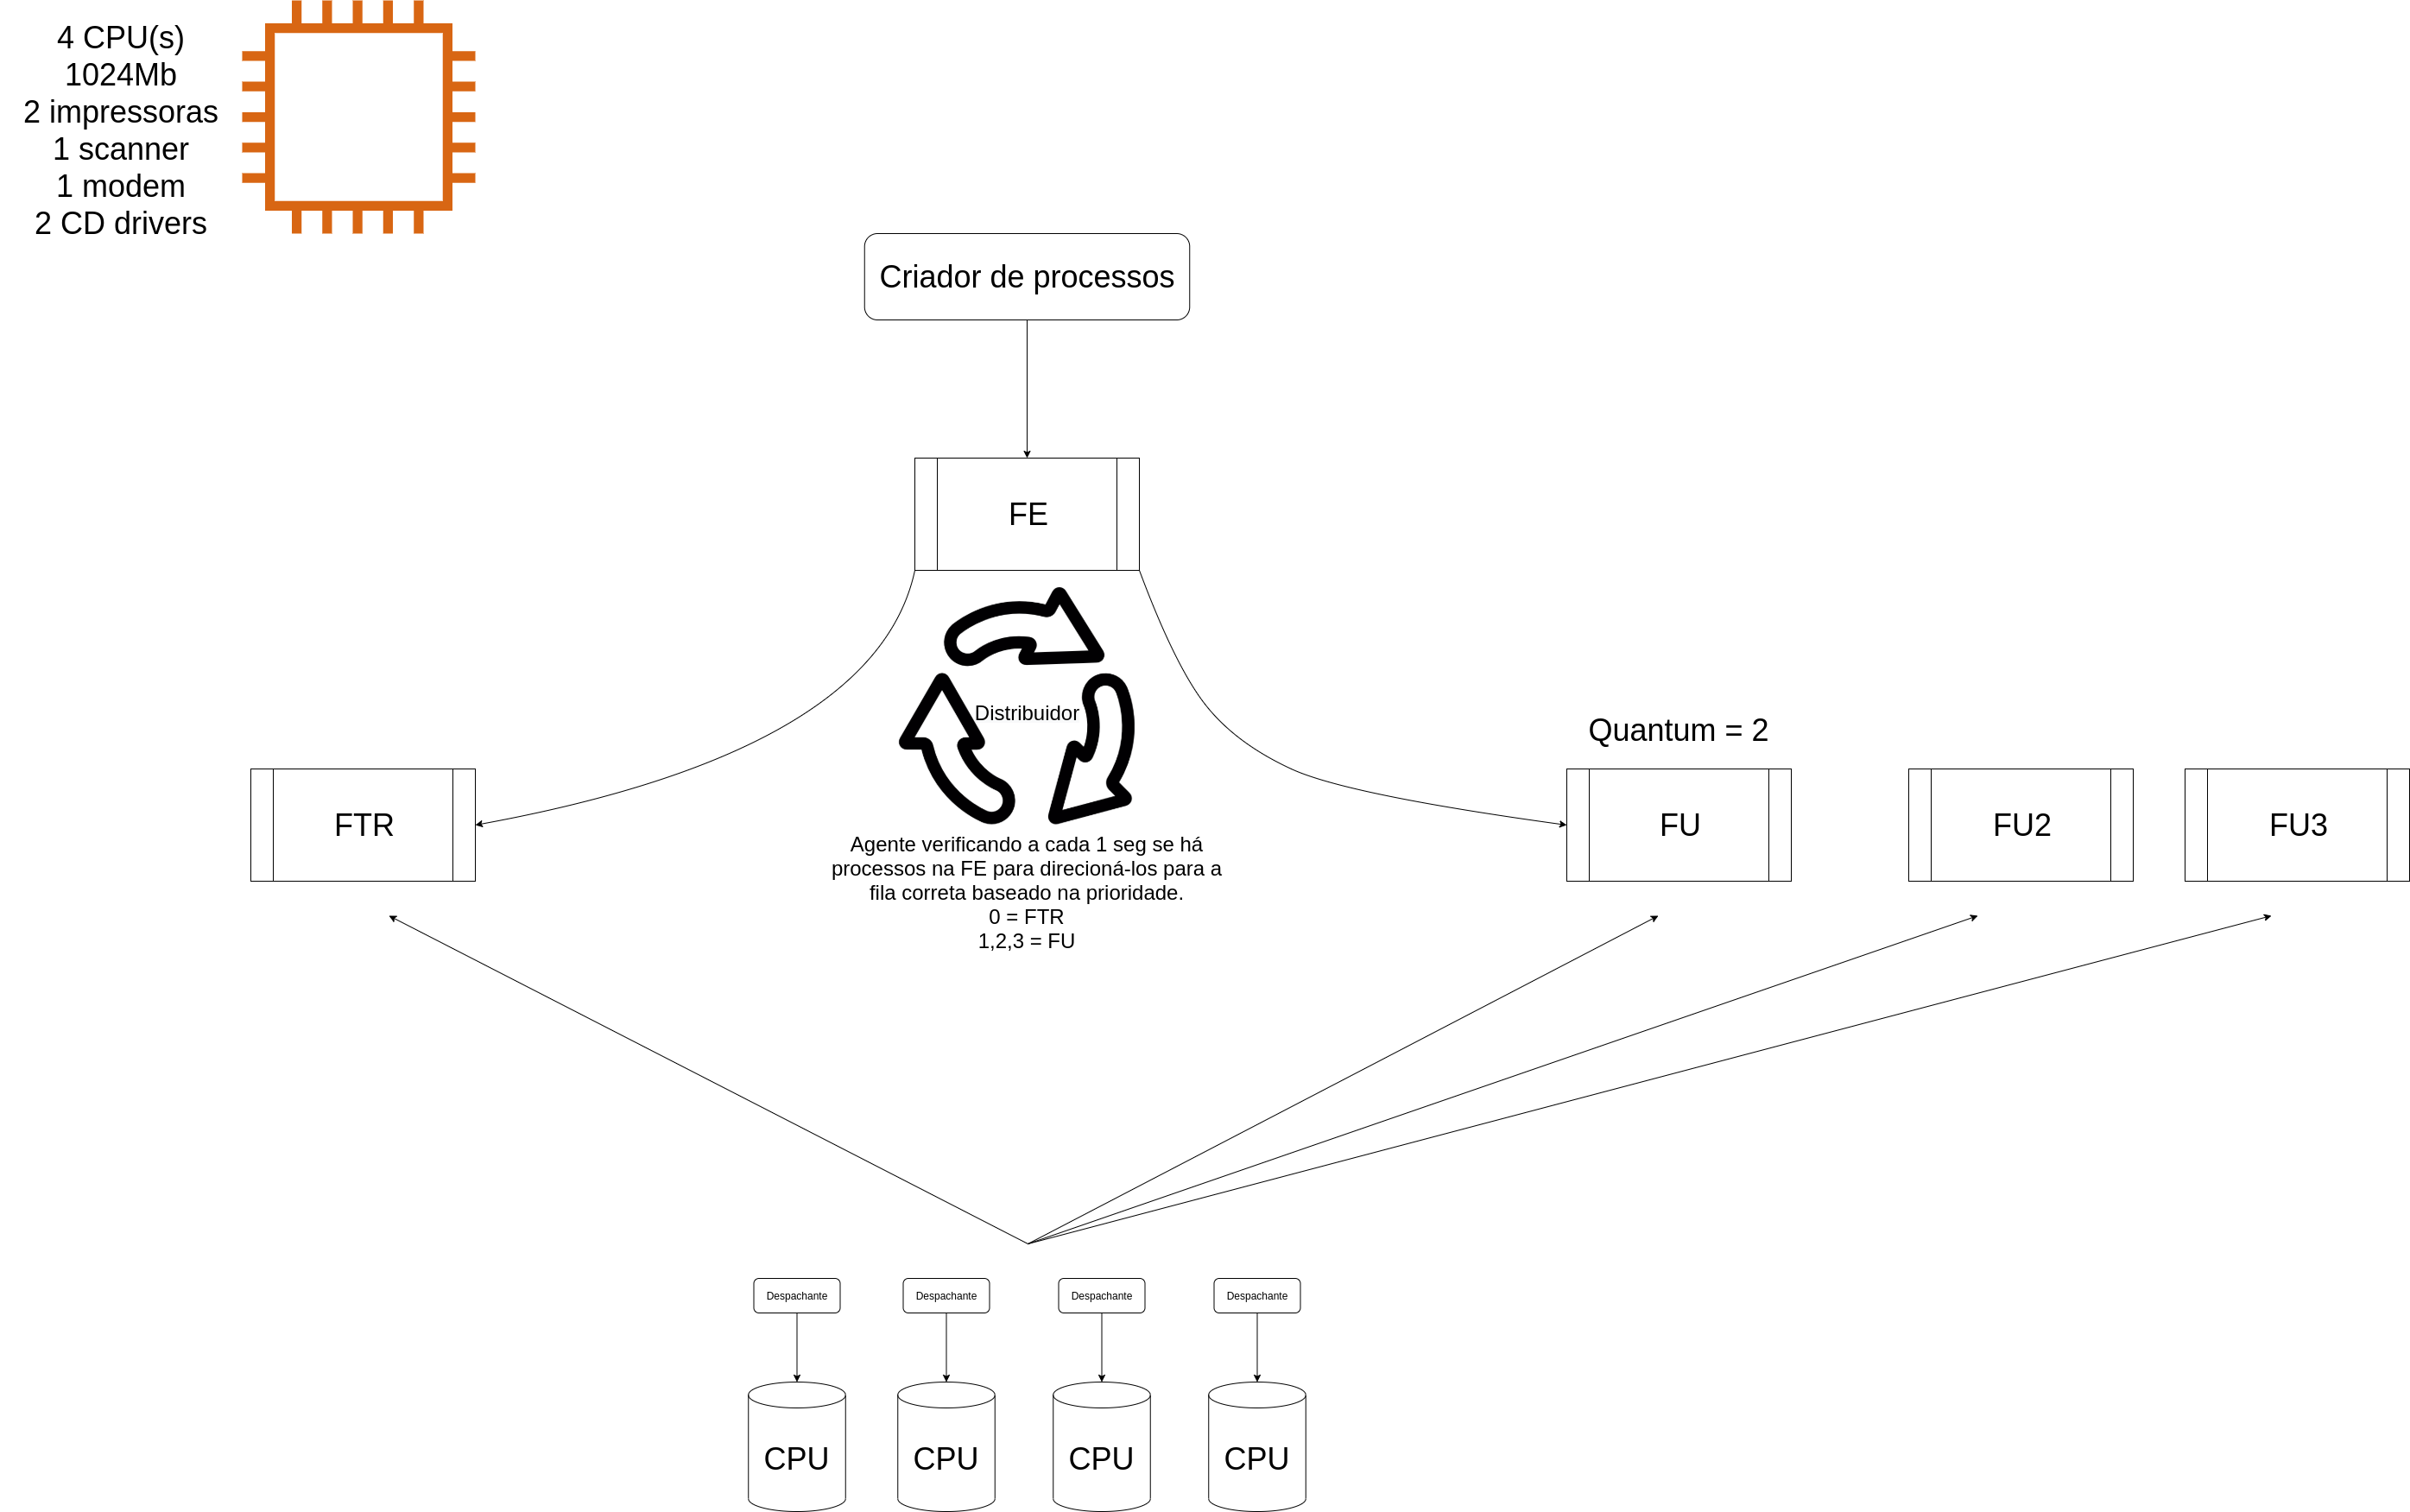 4 CPU(s)
1024Mb
2 impressoras
1 scanner
1 modem
2 CD drivers
Criador de processos
FE
Distribuidor
Agente verificando a cada 1 seg se há
processos na FE para direcioná-los para a
fila correta baseado na prioridade.
0 = FTR
1,2,3 = FU
FTR
Quantum = 2
FU
FU2
FU3
Despachante
Despachante
Despachante
Despachante
CPU
CPU
CPU
CPU